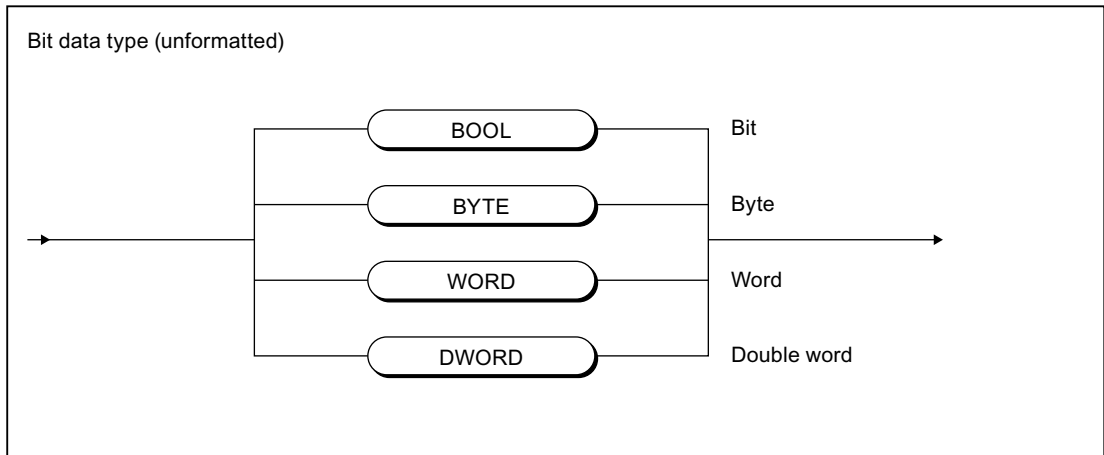 Bit data type (unformatted)
BOOL Bit
BYTE Byte
WORD Word
DWORD Double word